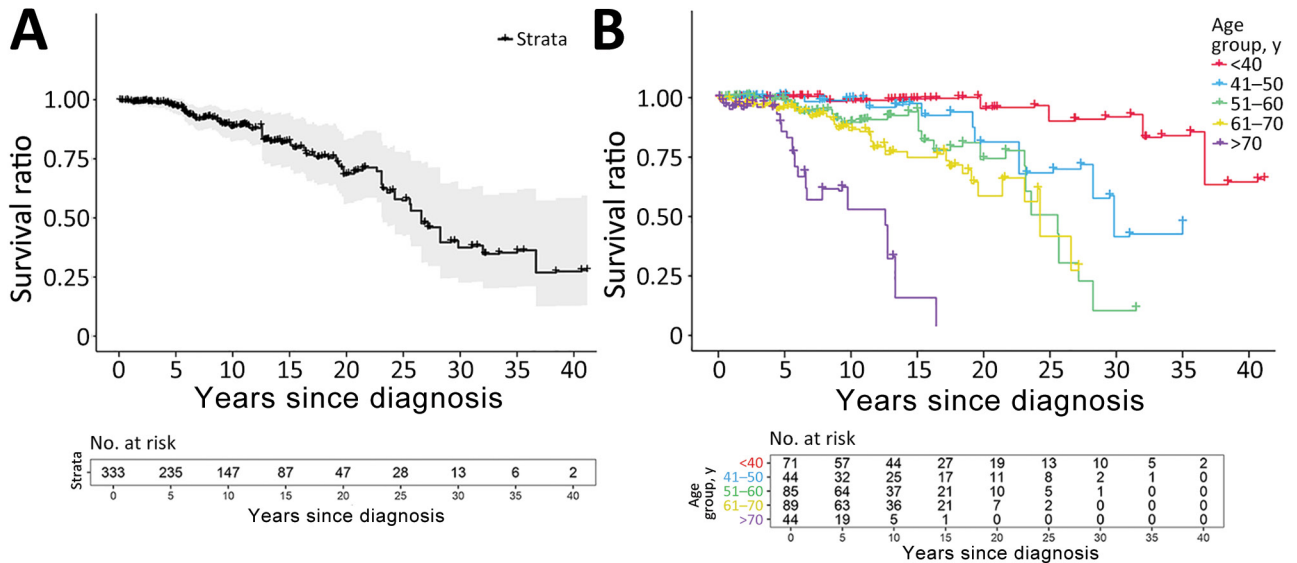 A
Strata
Survival ratio
1.00
0.75
0.50
0.25
0
0 5 10 15 20 25 30 35 40
Years since diagnosis
No. at risk
Strata
333 235 147 87 47 28 13 6 2
0 5 10 15 20 25 30 35 40
Years since diagnosis
B
Age
group, y
<40
41–50
51–60
61–70
>70
Survival ratio
1.00
0.75
0.50
0.25
0
0 5 10 15 20 25 30 35 40
Years since diagnosis
No. at risk
Age
group, y
<40 71 57 44 27 19 13 10 5 2
41–50 44 32 25 17 11 8 2 1 0
51–60 85 64 37 21 10 5 1 0 0
61–70 89 63 36 21 7 2 0 0 0
>70 44 19 5 1 0 0 0 0 0
0 5 10 15 20 25 30 35 40
Years since diagnosis